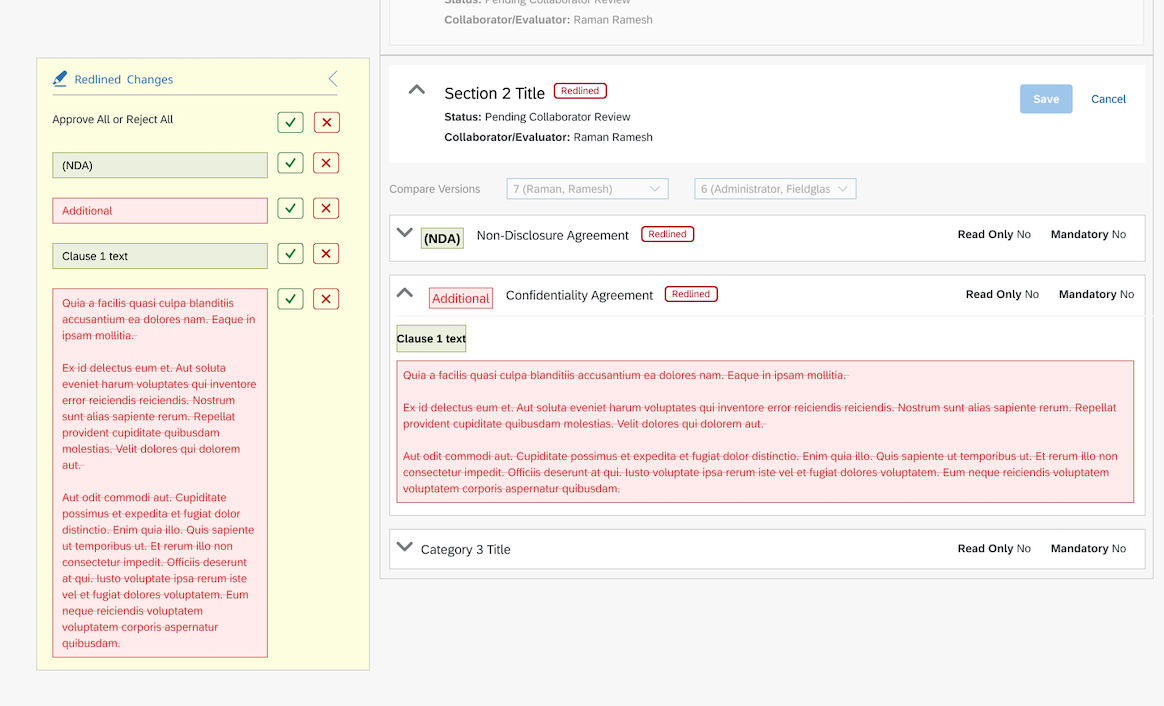 Status: Pending Collaborator Review
Collaborator/Evaluator: Raman Ramesh
Redlined Changes
Approve All or Reject All
(NDA)
Additional
Clause 1 text
Quia a facilis quasi culpa blanditiis
accusantium ea dolores nam. Eaque in
ipsam mollitia.
Ex id delectus eum et. Aut soluta
eveniet harum voluptates qui inventore
error reiciendis reiciendis. Nostrum
sunt alias sapiente rerum. Repellat
provident cupiditate quibusdam
molestias. Velit dolores qui dolorem
aut.
Aut odit commodi aut. Cupiditate
possimus et expedita et fugiat dolor
distinctio. Enim quia illo. Quis sapiente
ut temporibus ut. Et rerum illo non
consectetur impedit. Officiis deserunt
at qui. Iusto voluptate ipsa rerum iste
vel et fugiat dolores voluptatem. Eum
neque reiciendis voluptatem
voluptatem corporis aspernatur
quibusdam.
Section 2 Title Redlined
Save Cancel
Status: Pending Collaborator Review
Collaborator/Evaluator: Raman Ramesh
Compare Versions 7 (Raman, Ramesh) 6 (Administrator, Fieldglas
(NDA) Non-Disclosure Agreement Redlined Read Only No Mandatory No
Additional Confidentiality Agreement Redlined Read Only No Mandatory No
Clause 1 text
Quia a facilis quasi culpa blanditiis accusantium ea dolores nam. Eaque in ipsam mollitia.
Ex id delectus eum et. Aut soluta eveniet harum voluptates qui inventore error reiciendis reiciendis. Nostrum sunt alias sapiente rerum. Repellat
provident cupiditate quibusdam molestias. Velit dolores qui dolorem aut.
Aut odit commodi aut. Cupiditate possimus et expedita et fugiat dolor distinctio. Enim quia illo. Quis sapiente ut temporibus ut. Et rerum illo non
consectetur impedit. Officiis deserunt at qui. Iusto voluptate ipsa rerum iste vel et fugiat dolores voluptatem. Eum neque reiciendis voluptatem
voluptatem corporis aspernatur quibusdam.
Category 3 Title Read Only No Mandatory No